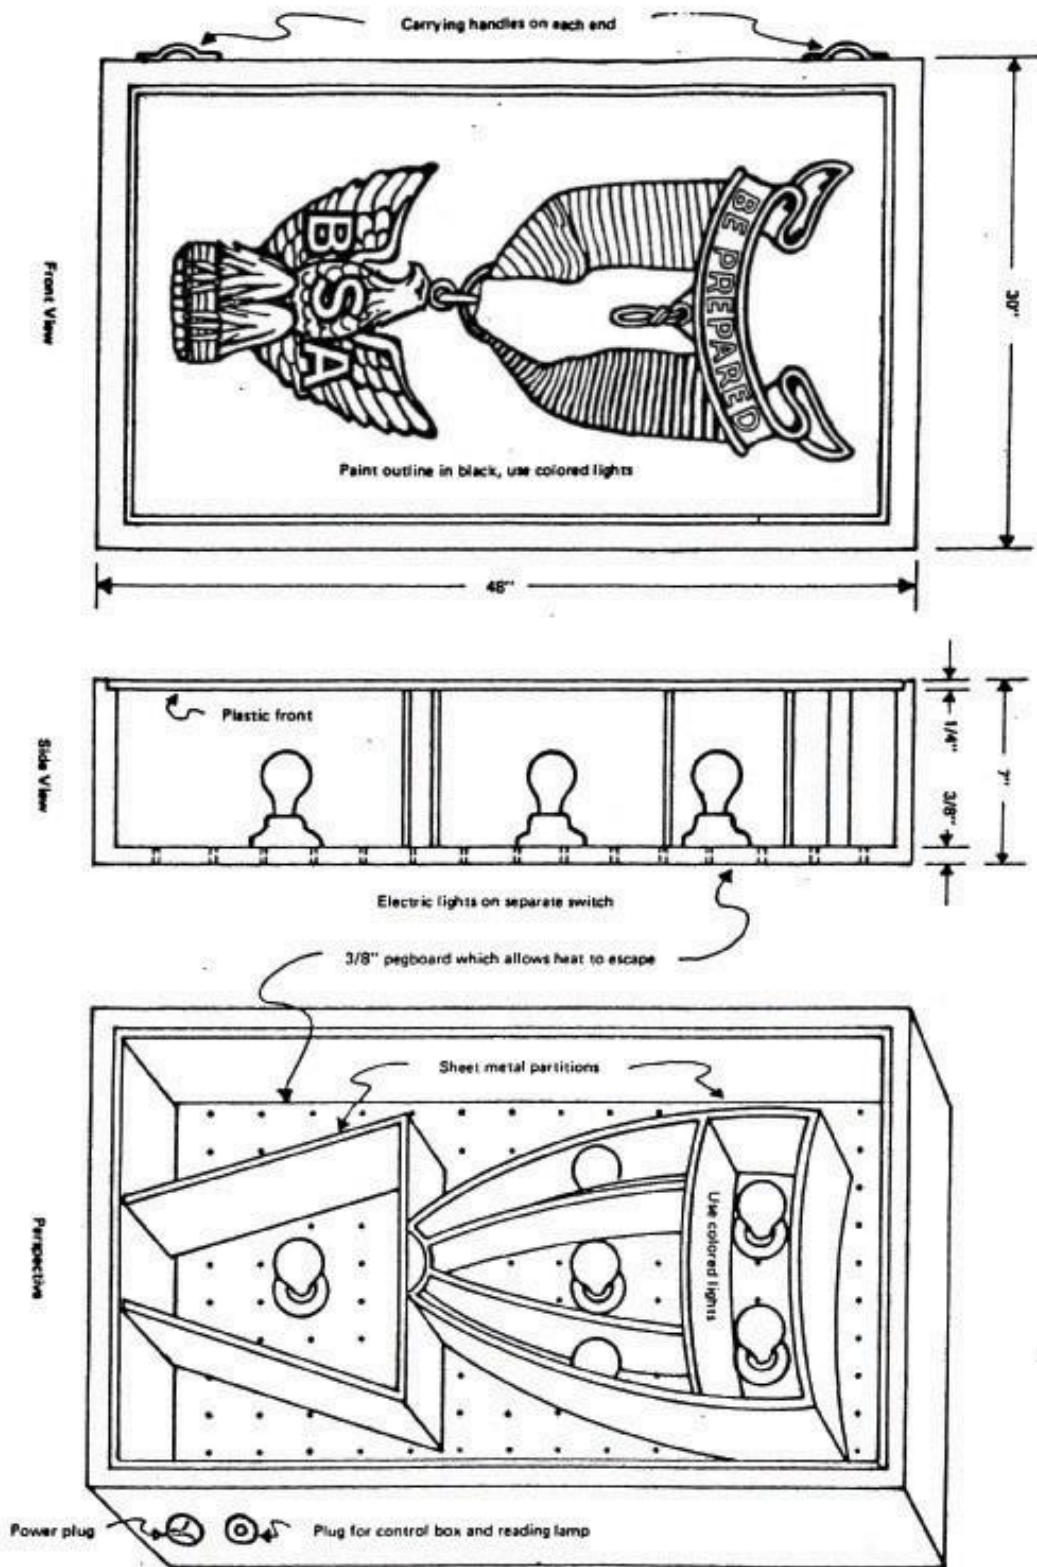 Carrying handles on each end
30"
BE PREPARED
BSA
Front View
Paint outline in black, use colored lights
48"
Plastic front
1/4"
7"
3/8"
Side View
Electric lights on separate switch
3/8" pegboard which allows heat to escape
Sheet metal partitions
Use colored lights
Perspective
Power plug
Plug for control box and reading lamp